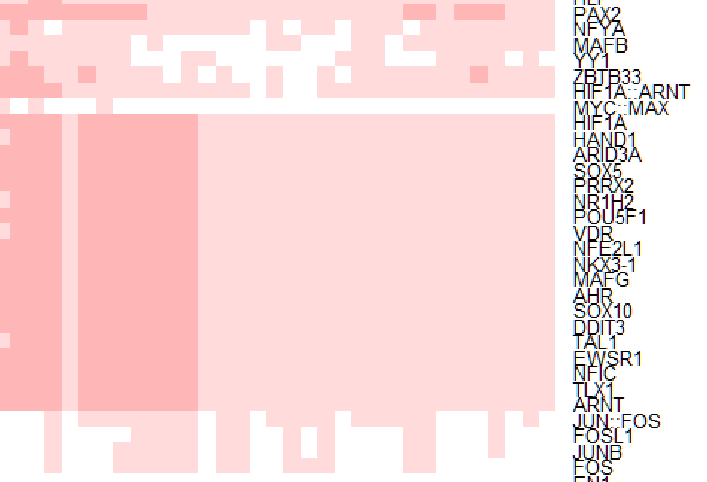 PAX2
NFYA
MAFB
YY1
ZBTB33
HIF1A::ARNT
MYC::MAX
HIF1A
HAND1
ARID3A
SOX5
PRRX2
NR1H2
POU5F1
VDR
NFE2L1
NKX3-1
MAFG
AHR
SOX10
DDIT3
TAL1
EWSR1
NFIC
TLX1
ARNT
JUN::FOS
FOSL1
JUNB
FOS